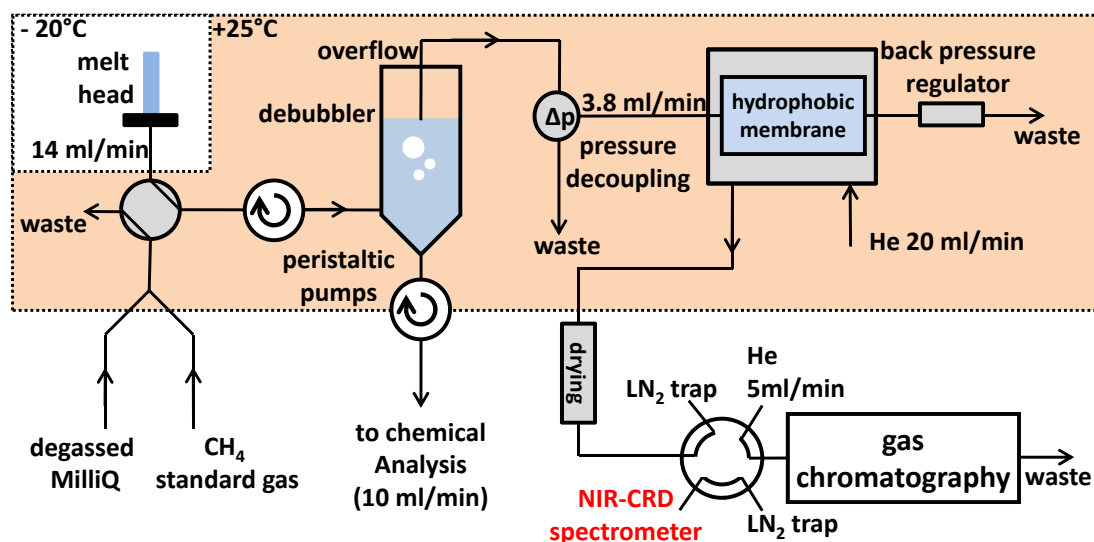 - 20°C
+25°C
melt
head
14 ml/min
waste
overflow
debubbler
peristaltic
pumps
Δp
3.8 ml/min
pressure
decoupling
waste
hydrophobic
membrane
back pressure
regulator
waste
He 20 ml/min
degassed
MilliQ
CH₄
standard gas
to chemical
Analysis
(10 ml/min)
drying
LN₂ trap
He
5ml/min
NIR-CRD
spectrometer
LN₂ trap
gas
chromatography
waste